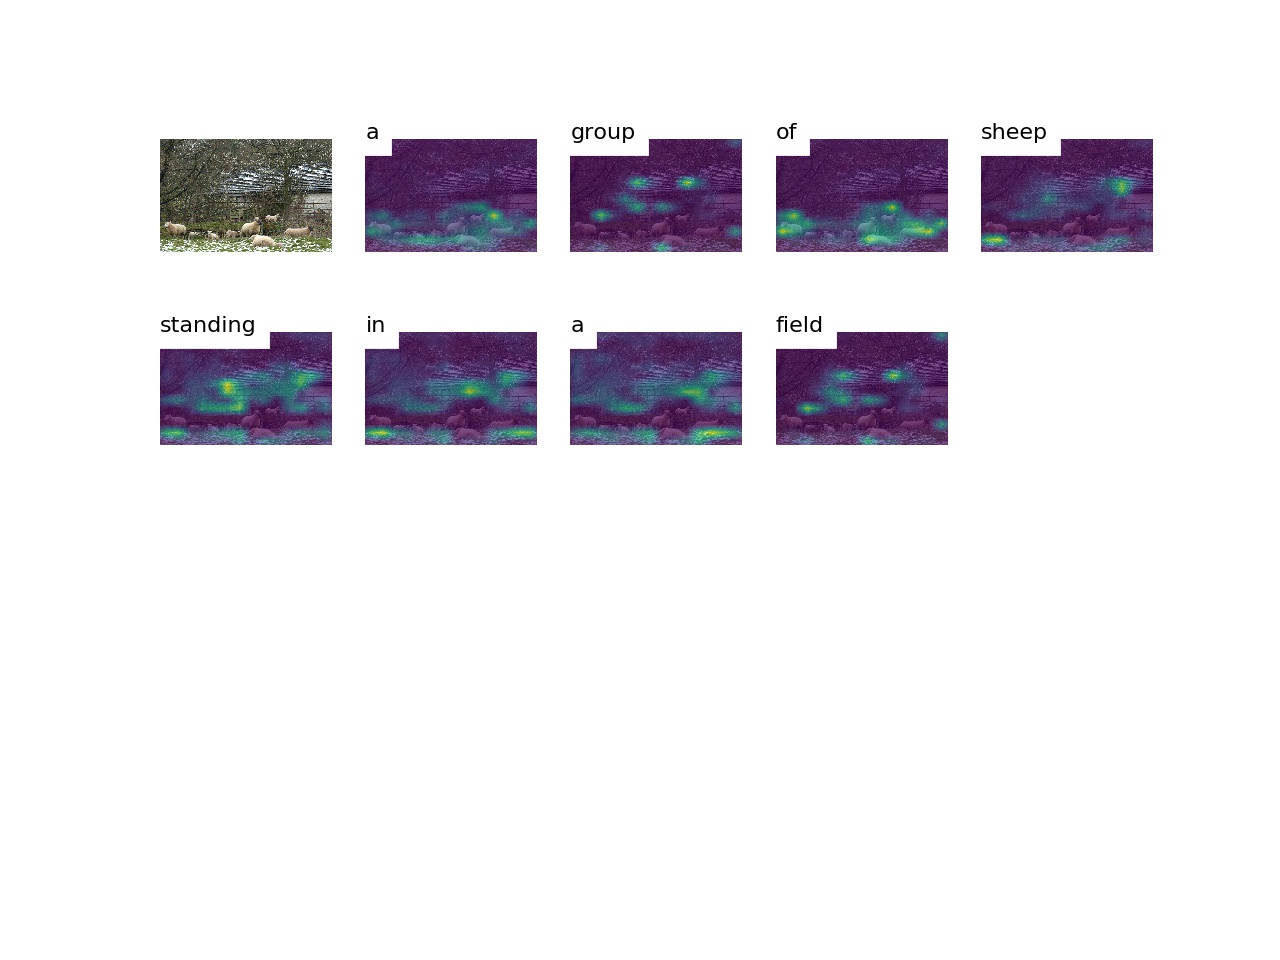 a
group
of
sheep
standing
in
a
field